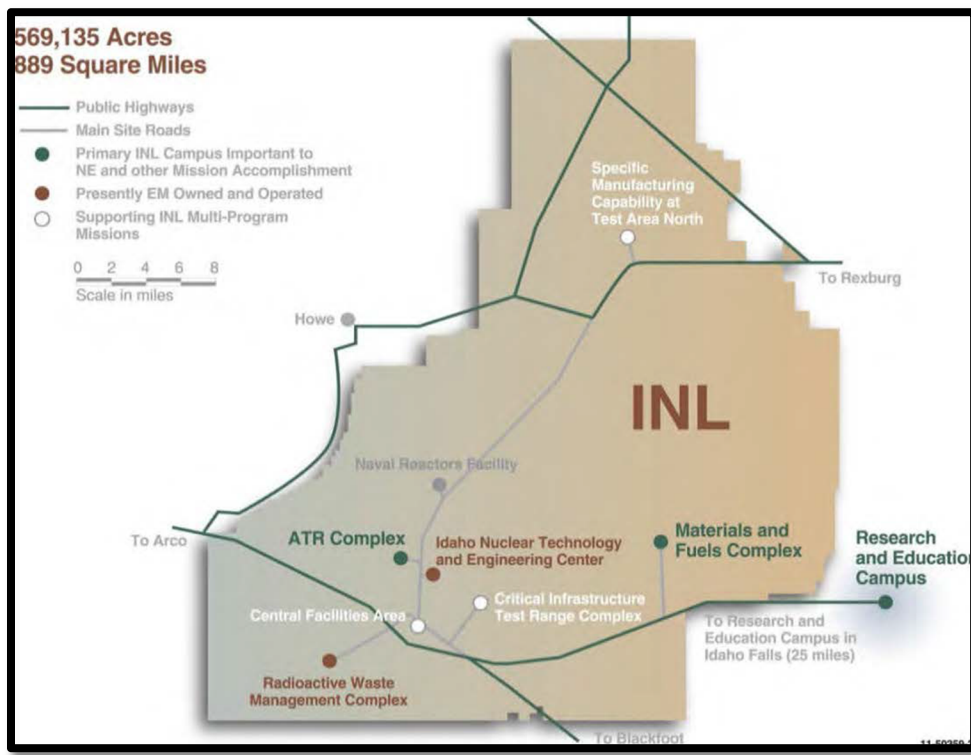 569,135 Acres
889 Square Miles
Public Highways
Main Site Roads
Primary INL Campus Important to
NE and other Mission Accomplishment
Presently EM Owned and Operated
Supporting INL Multi-Program
Missions
0 2 4 6 8
Scale in miles
Specific
Manufacturing
Capability at
Test Area North
To Rexburg
Howe
INL
Naval Reactors Facility
To Arco
ATR Complex
Idaho Nuclear Technology
and Engineering Center
Materials and
Fuels Complex
Research
and Education
Campus
Central Facilities Area
Critical Infrastructure
Test Range Complex
To Research and
Education Campus in
Idaho Falls (25 miles)
Radioactive Waste
Management Complex
To Blackfoot